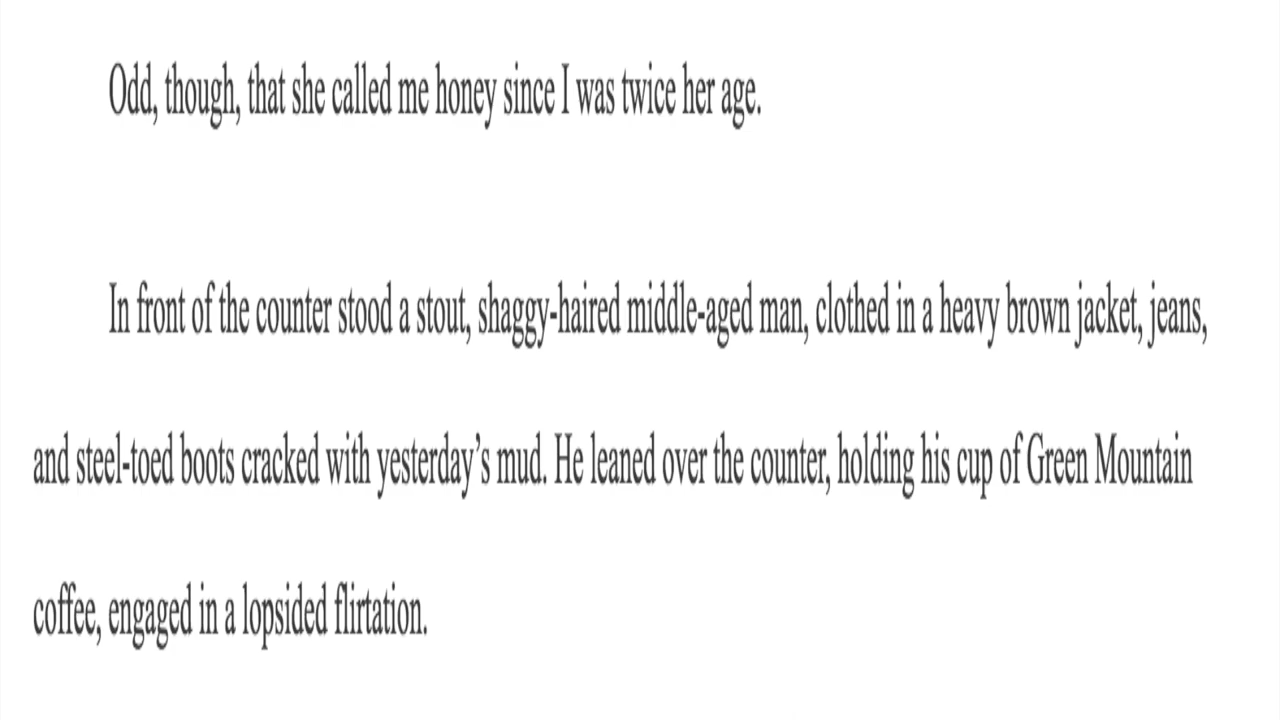 Odd, though, that she called me honey since I was twice her age.
In front of the counter stood a stout, shaggy-haired middle-aged man, clothed in a heavy brown jacket, jeans,
and steel-toed boots cracked with yesterday’s mud. He leaned over the counter, holding his cup of Green Mountain
coffee, engaged in a lopsided flirtation.